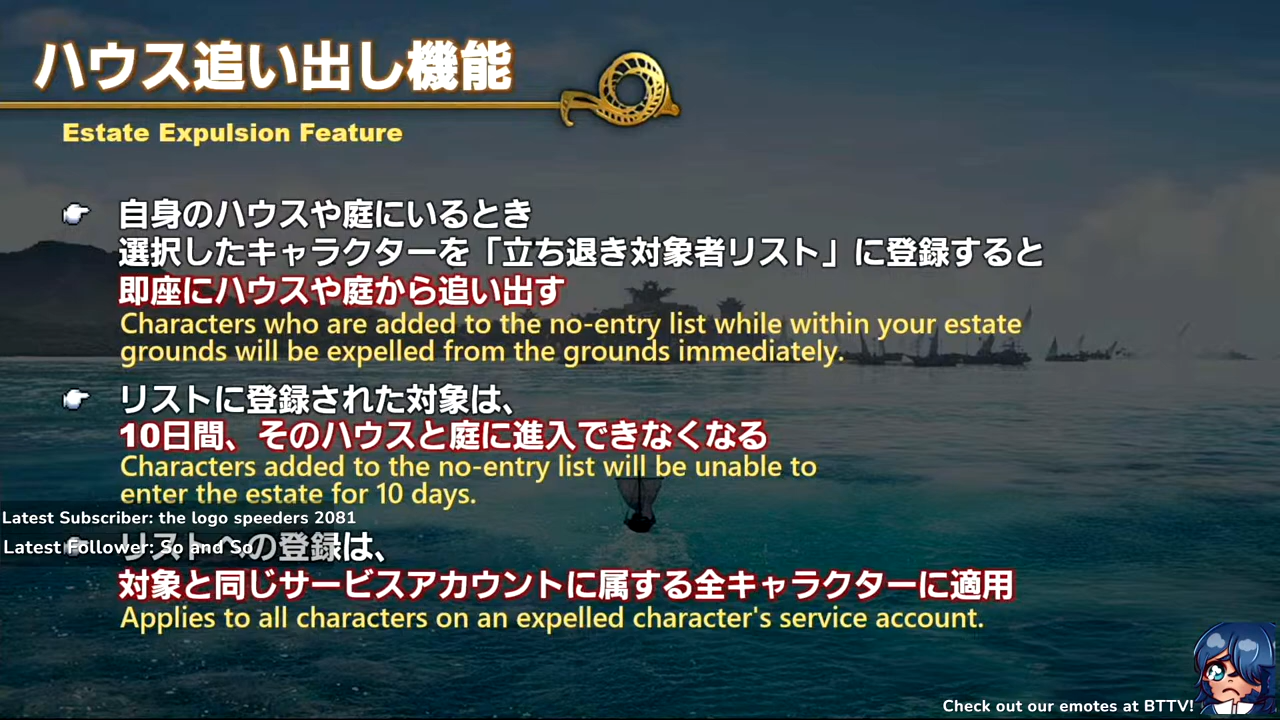 ハウス追い出し機能
Estate Expulsion Feature
自身のハウスや庭にいるとき
選択したキャラクターを「立ち退き対象者リスト」に登録すると
即座にハウスや庭から追い出す
Characters who are added to the no-entry list while within your estate
grounds will be expelled from the grounds immediately.
リストに登録された対象は、
10日間、そのハウスと庭に進入できなくなる
Characters added to the no-entry list will be unable to
enter the estate for 10 days.
Latest Subscriber: the logo speeders 2081
Latest Follower: So and So
リストへの登録は、
対象と同じサービスアカウントに属する全キャラクターに適用
Applies to all characters on an expelled character's service account.
Check out our emotes at BTTV!